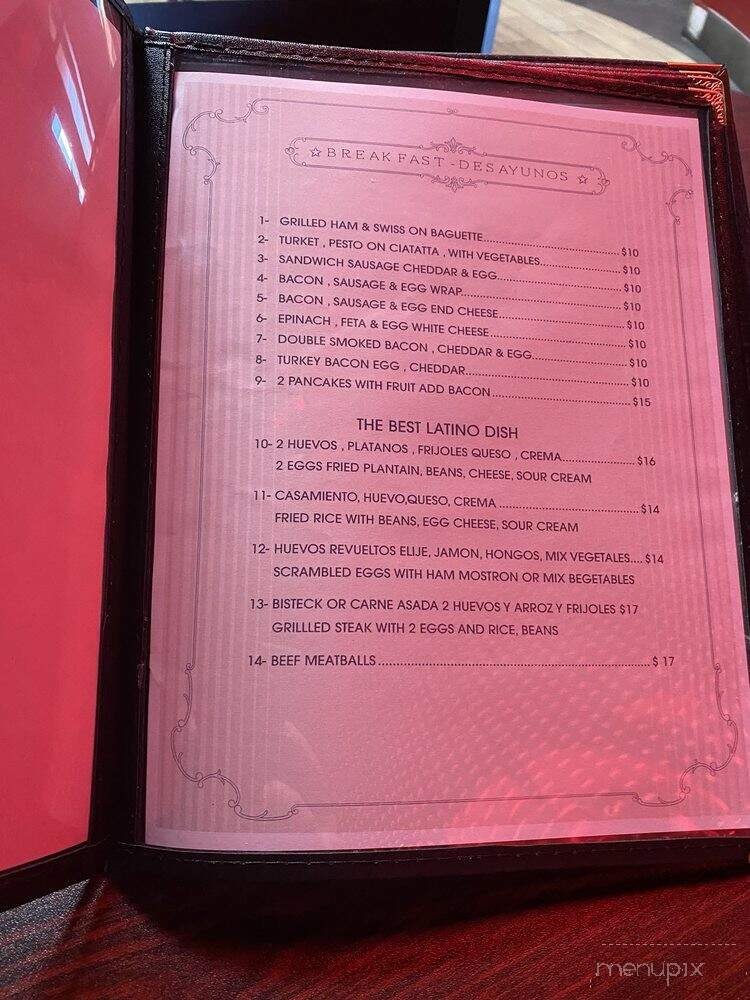 ☆ BREAKFAST - DESAYUNOS ☆
1- GRILLED HAM & SWISS ON BAGUETTE.......................................$10
2- TURKET , PESTO ON CIATATTA , WITH VEGETABLES.......................$10
3- SANDWICH SAUSAGE CHEDDAR & EGG...................................$10
4- BACON , SAUSAGE & EGG WRAP............................................$10
5- BACON , SAUSAGE & EGG END CHEESE...................................$10
6- EPINACH , FETA & EGG WHITE CHEESE.....................................$10
7- DOUBLE SMOKED BACON , CHEDDAR & EGG..........................$10
8- TURKEY BACON EGG , CHEDDAR............................................$10
9- 2 PANCAKES WITH FRUIT ADD BACON.....................................$15
THE BEST LATINO DISH
10- 2 HUEVOS , PLATANOS , FRIJOLES QUESO , CREMA....................$16
2 EGGS FRIED PLANTAIN, BEANS, CHEESE, SOUR CREAM
11- CASAMIENTO, HUEVO,QUESO, CREMA .....................................$14
FRIED RICE WITH BEANS, EGG CHEESE, SOUR CREAM
12- HUEVOS REVUELTOS ELIJE, JAMON, HONGOS, MIX VEGETALES.... $14
SCRAMBLED EGGS WITH HAM MOSTRON OR MIX BEGETABLES
13- BISTECK OR CARNE ASADA 2 HUEVOS Y ARROZ Y FRIJOLES $17
GRILLLED STEAK WITH 2 EGGS AND RICE, BEANS
14- BEEF MEATBALLS.....................................................................$ 17
menupix